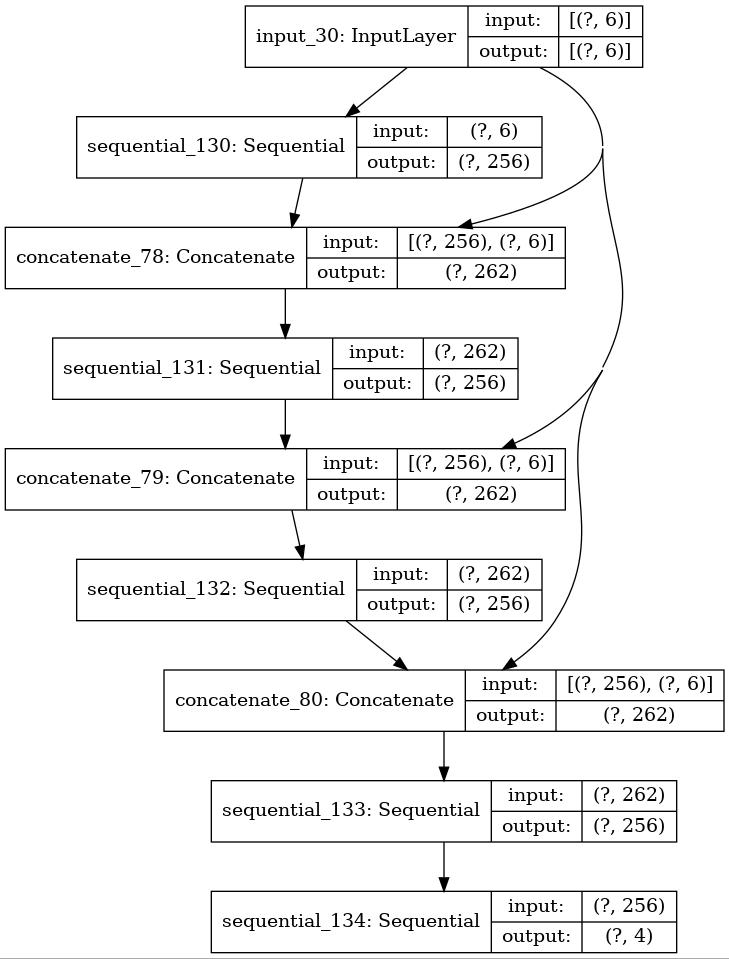 input_30: InputLayer
input: [(?, 6)]
output: [(?, 6)]
sequential_130: Sequential
input: (?, 6)
output: (?, 256)
concatenate_78: Concatenate
input: [(?, 256), (?, 6)]
output: (?, 262)
sequential_131: Sequential
input: (?, 262)
output: (?, 256)
concatenate_79: Concatenate
input: [(?, 256), (?, 6)]
output: (?, 262)
sequential_132: Sequential
input: (?, 262)
output: (?, 256)
concatenate_80: Concatenate
input: [(?, 256), (?, 6)]
output: (?, 262)
sequential_133: Sequential
input: (?, 262)
output: (?, 256)
sequential_134: Sequential
input: (?, 256)
output: (?, 4)